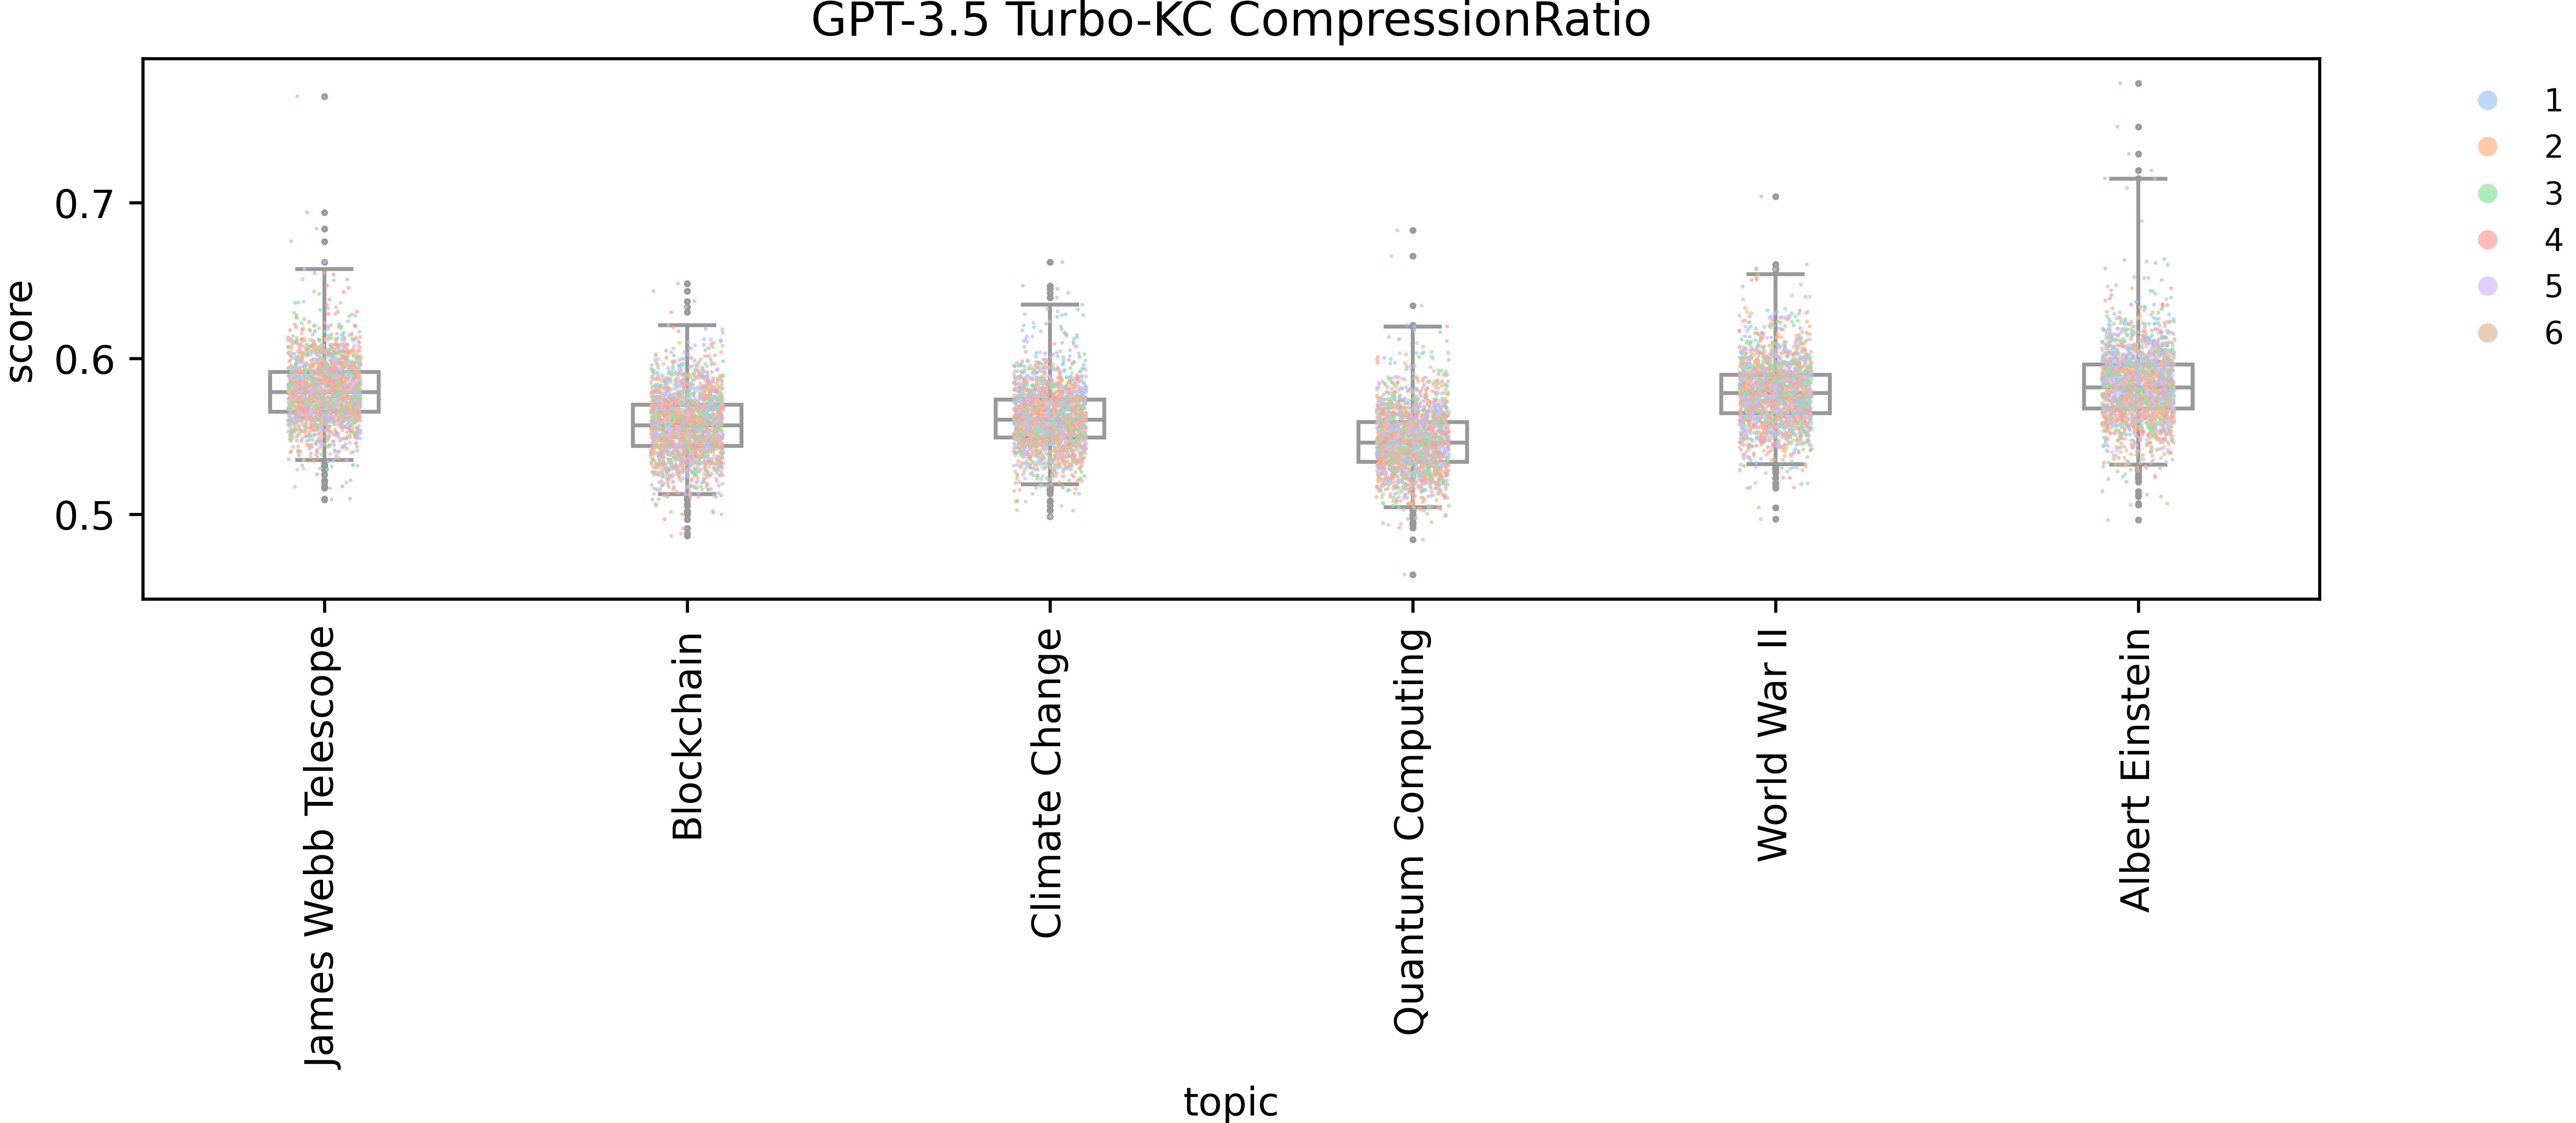 GPT-3.5 Turbo-KC CompressionRatio
score
0.7
0.6
0.5
James Webb Telescope
Blockchain
Climate Change
Quantum Computing
World War II
Albert Einstein
topic
1
2
3
4
5
6